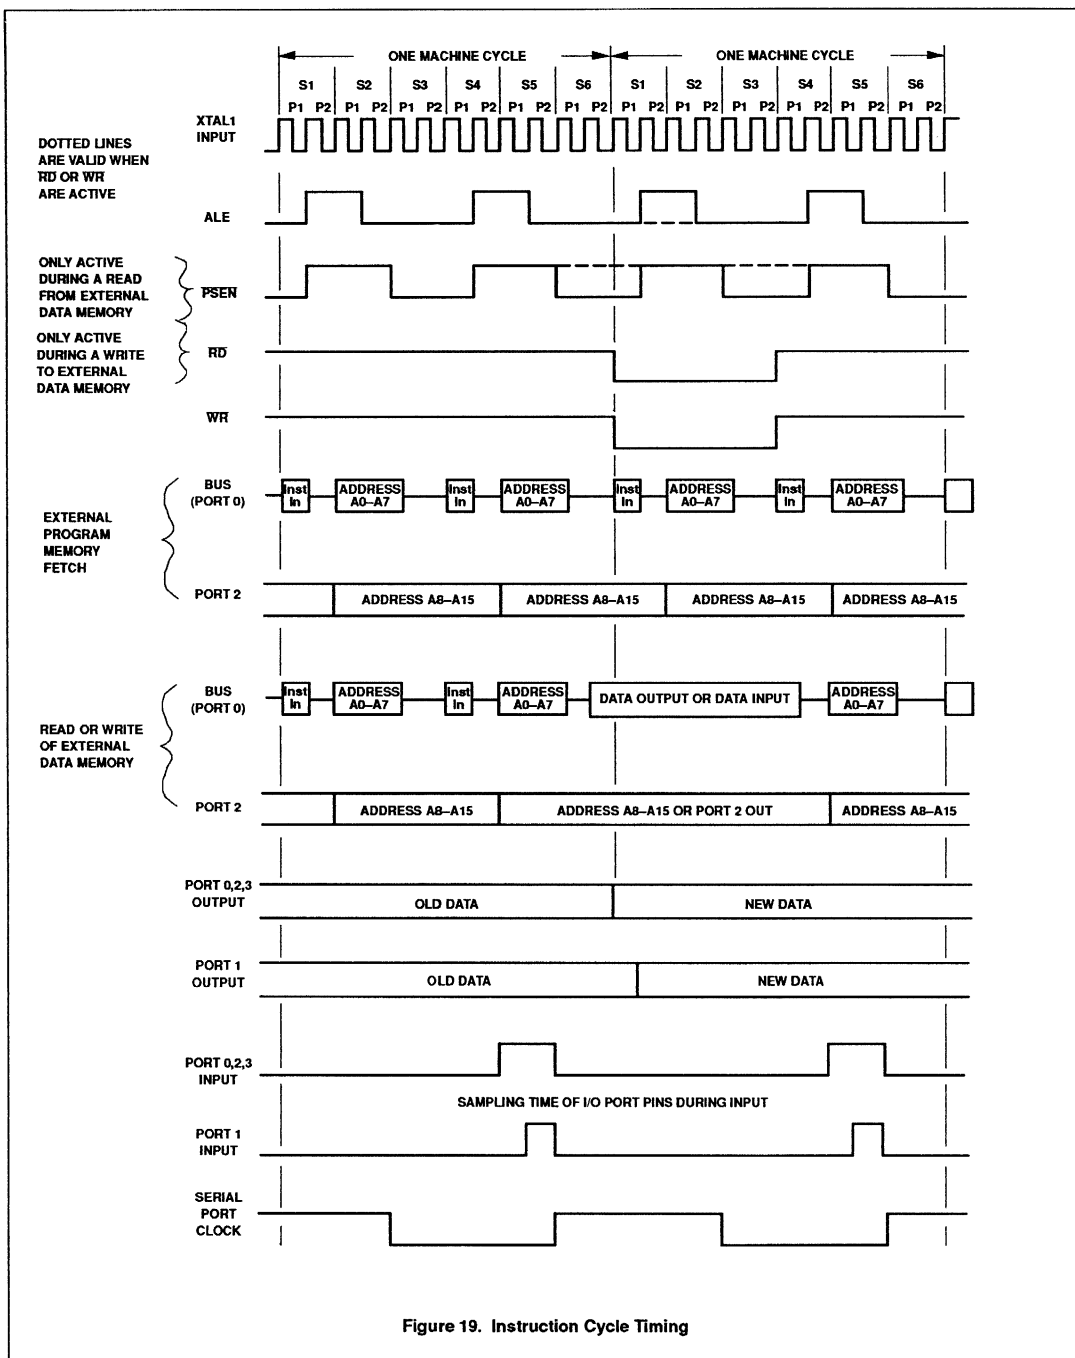 ONE MACHINE CYCLE ONE MACHINE CYCLE
S1 S2 S3 S4 S5 S6 S1 S2 S3 S4 S5 S6
P1 P2 P1 P2 P1 P2 P1 P2 P1 P2 P1 P2 P1 P2 P1 P2 P1 P2 P1 P2 P1 P2 P1 P2
XTAL1
INPUT
DOTTED LINES
ARE VALID WHEN
RD OR WR
ARE ACTIVE
ALE
ONLY ACTIVE
DURING A READ
FROM EXTERNAL
DATA MEMORY
PSEN
ONLY ACTIVE
DURING A WRITE
TO EXTERNAL
DATA MEMORY
RD
WR
BUS
(PORT 0)
Inst
In
ADDRESS
A0–A7
Inst
In
ADDRESS
A0–A7
Inst
In
ADDRESS
A0–A7
Inst
In
ADDRESS
A0–A7
EXTERNAL
PROGRAM
MEMORY
FETCH
PORT 2
ADDRESS A8–A15 ADDRESS A8–A15 ADDRESS A8–A15 ADDRESS A8–A15
BUS
(PORT 0)
Inst
In
ADDRESS
A0–A7
Inst
In
ADDRESS
A0–A7
DATA OUTPUT OR DATA INPUT
ADDRESS
A0–A7
READ OR WRITE
OF EXTERNAL
DATA MEMORY
PORT 2
ADDRESS A8–A15 ADDRESS A8–A15 OR PORT 2 OUT ADDRESS A8–A15
PORT 0,2,3
OUTPUT
OLD DATA NEW DATA
PORT 1
OUTPUT
OLD DATA NEW DATA
PORT 0,2,3
INPUT
SAMPLING TIME OF I/O PORT PINS DURING INPUT
PORT 1
INPUT
SERIAL
PORT
CLOCK
Figure 19. Instruction Cycle Timing